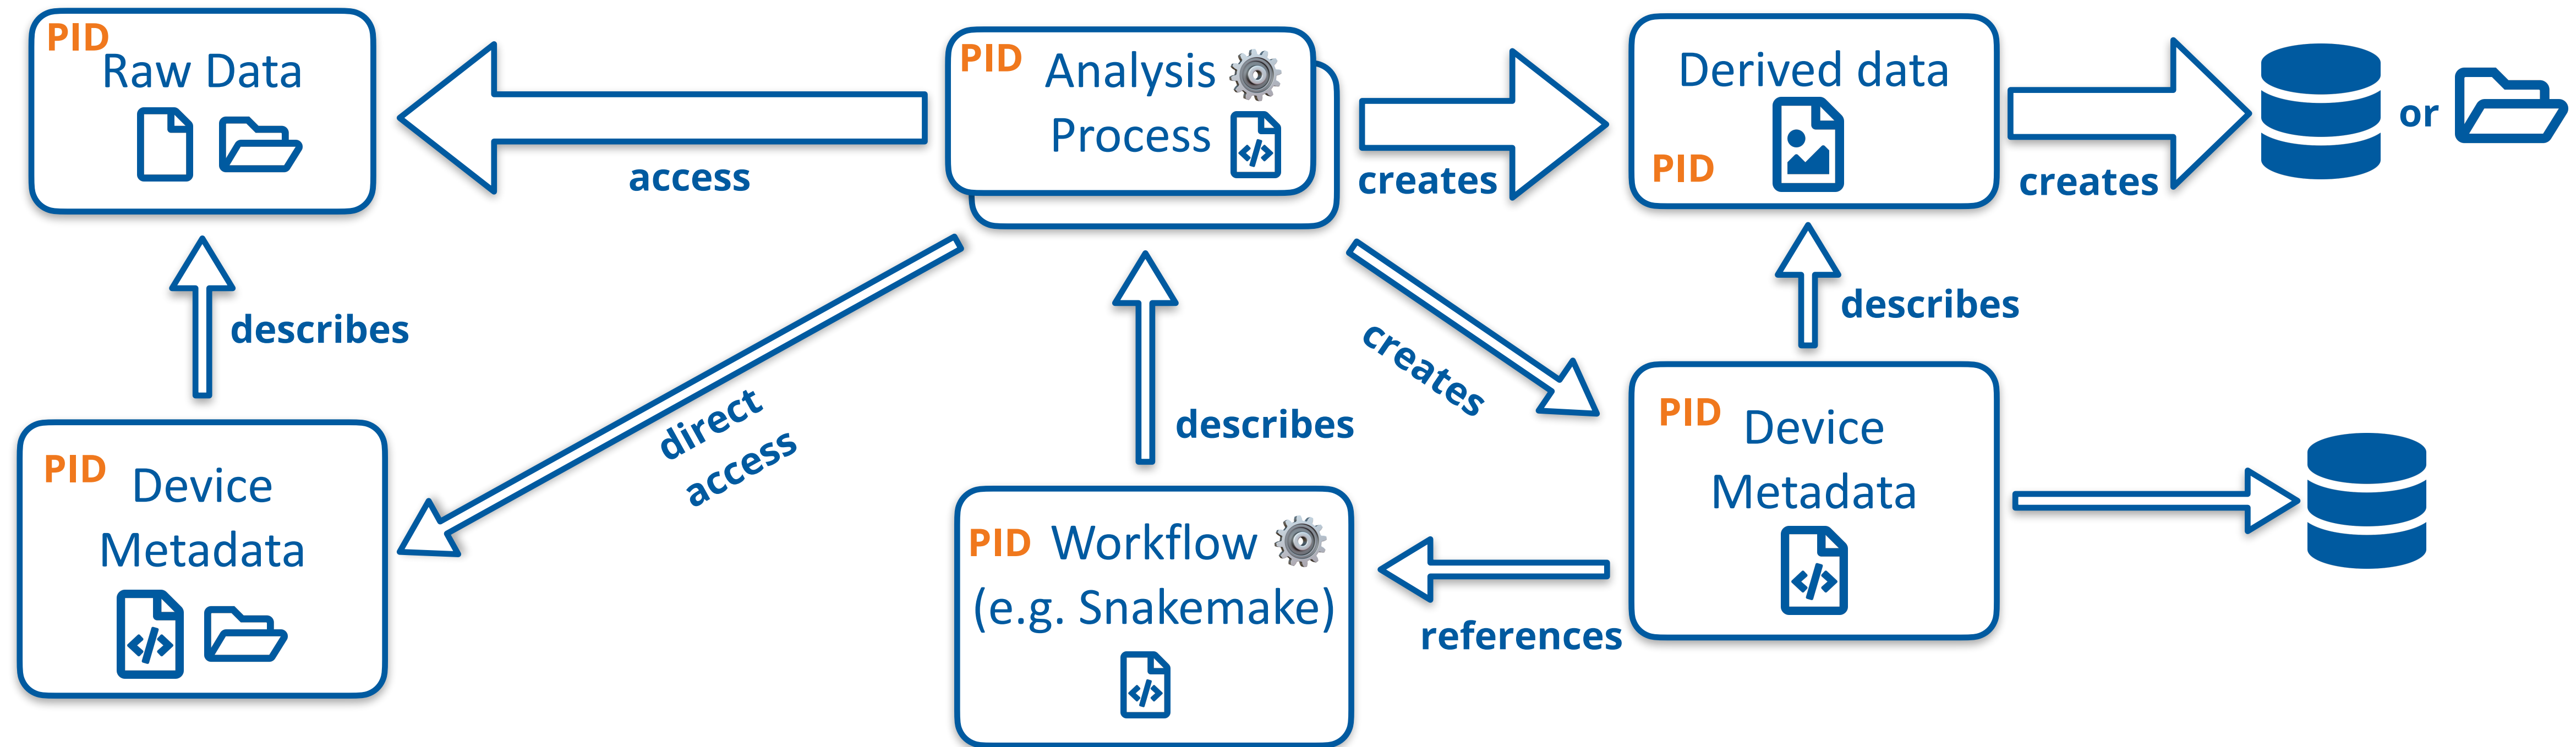 PID
Raw Data
access
PID
Analysis
Process
creates
Derived data
PID
creates
or
describes
direct
access
describes
creates
describes
PID
Device
Metadata
PID
Workflow
(e.g. Snakemake)
references
PID
Device
Metadata